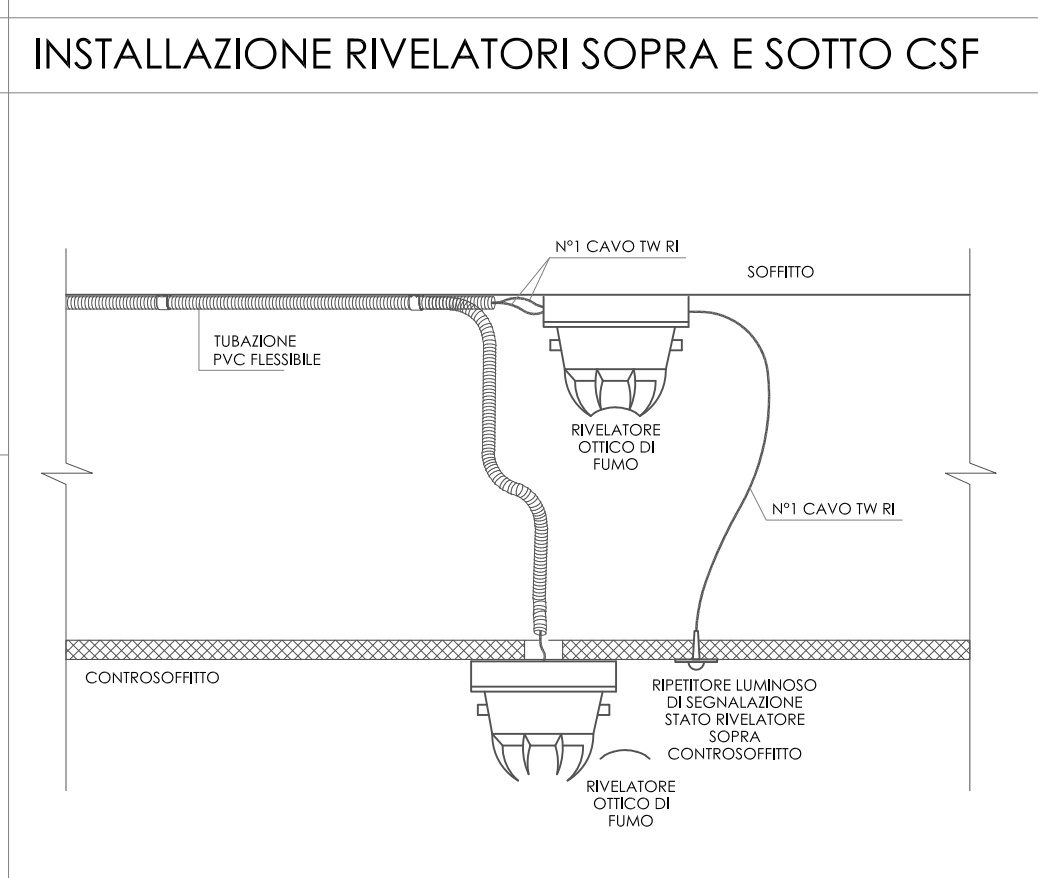 INSTALLAZIONE RIVELATORI SOPRA E SOTTO CSF
N°1 CAVO TW RI
SOFFITTO
TUBAZIONE
PVC FLESSIBILE
RIVELATORE
OTTICO DI
FUMO
N°1 CAVO TW RI
CONTROSOFFITTO
RIPETITORE LUMINOSO
DI SEGNALAZIONE
STATO RIVELATORE
SOPRA
CONTROSOFFITTO
RIVELATORE
OTTICO DI
FUMO